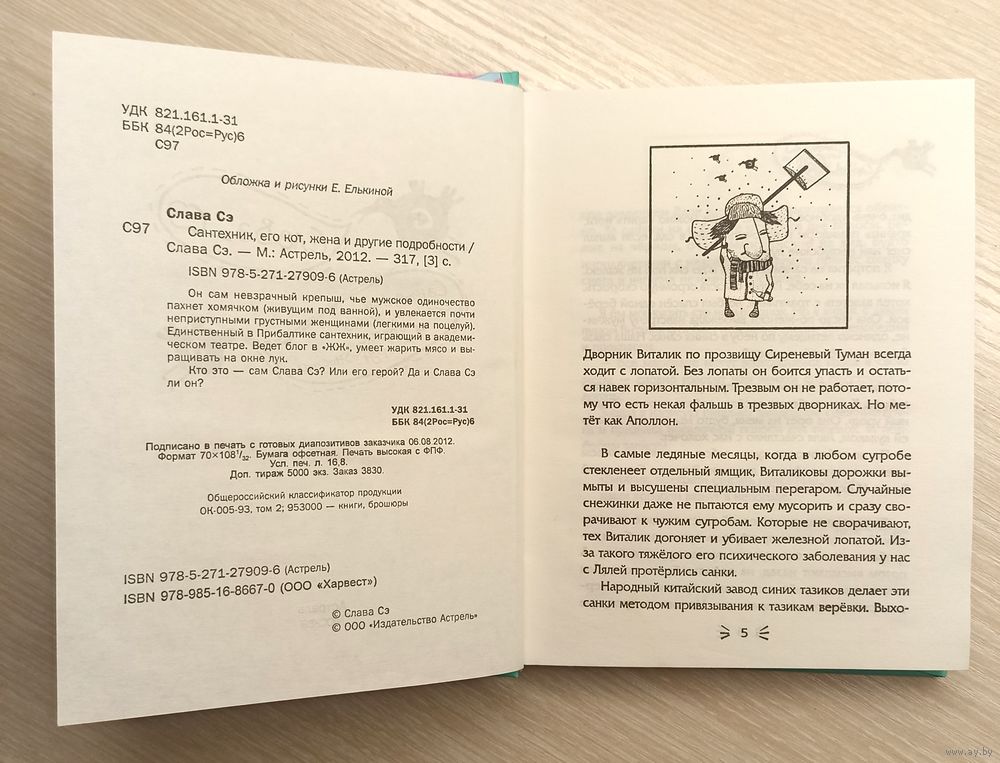 УДК 821.161.1-31
ББК 84(2Рос=Рус)6
С97
Обложка и рисунки Е. Елькиной
Слава Сэ
С97 Сантехник, его кот, жена и другие подробности /
Слава Сэ. — М.: Астрель, 2012. — 317, [3] с.
ISBN 978-5-271-27909-6 (Астрель)
Он сам невзрачный крепыш, чье мужское одиночество
пахнет хомячком (живущим под ванной), и увлекается почти
неприступными грустными женщинами (легкими на поцелуй).
Единственный в Прибалтике сантехник, играющий в академи-
ческом театре. Ведет блог в «ЖЖ», умеет жарить мясо и вы-
ращивать на окне лук.
Кто это — сам Слава Сэ? Или его герой? Да и Слава Сэ
ли он?
УДК 821.161.1-31
ББК 84(2Рос=Рус)6
Подписано в печать с готовых диапозитивов заказчика 06.08.2012.
Формат 70×108¹/₃₂. Бумага офсетная. Печать высокая с ФПФ.
Усл. печ. л. 16,8.
Доп. тираж 5000 экз. Заказ 3830.
Общероссийский классификатор продукции
ОК-005-93, том 2; 953000 — книги, брошюры
ISBN 978-5-271-27909-6 (Астрель)
ISBN 978-985-16-8667-0 (ООО «Харвест»)
© Слава Сэ
© ООО «Издательство Астрель»
Дворник Виталик по прозвищу Сиреневый Туман всегда
ходит с лопатой. Без лопаты он боится упасть и остать-
ся навек горизонтальным. Трезвым он не работает, пото-
му что есть некая фальшь в трезвых дворниках. Но ме-
тёт как Аполлон.
В самые ледяные месяцы, когда в любом сугробе
стекленеет отдельный ямщик, Виталиковы дорожки вы-
мыты и высушены специальным перегаром. Случайные
снежинки даже не пытаются ему мусорить и сразу сво-
рачивают к чужим сугробам. Которые не сворачивают,
тех Виталик догоняет и убивает железной лопатой. Из-
за такого тяжёлого его психического заболевания у нас
с Лялей протёрлись санки.
Народный китайский завод синих тазиков делает эти
санки методом привязывания к тазикам верёвки. Выхо-
5
www.ay.by